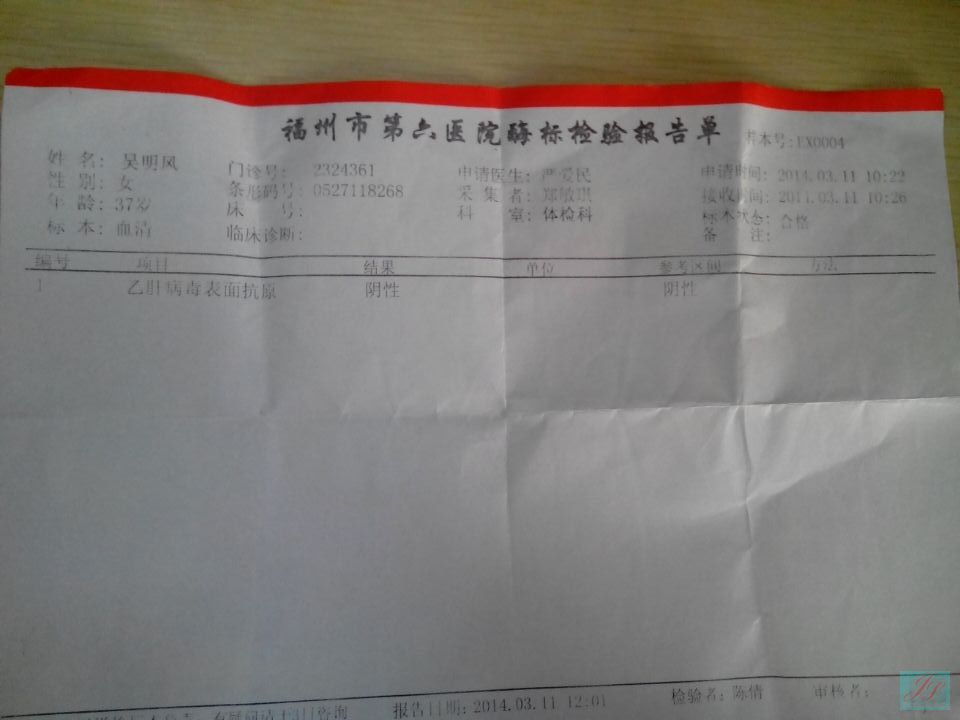 福州市第六医院酶标检验报告单
样本号:EX0004
姓 名: 吴明凤 门诊号: 2324361 申请医生: 严爱民 申请时间: 2014.03.11 10:22
性 别: 女 条形码号: 0527118268 采 集 者: 郑敏琪 接收时间: 2014.03.11 10:26
年 龄: 37岁 床 号: 科 室: 体检科 标本状态: 合格
标 本: 血清 临床诊断: 备 注:
编号 项目 结果 单位 参考区间 方法
1 乙肝病毒表面抗原 阴性 阴性
报告日期: 2014.03.11 12:01 检验者: 陈倩 审核者: